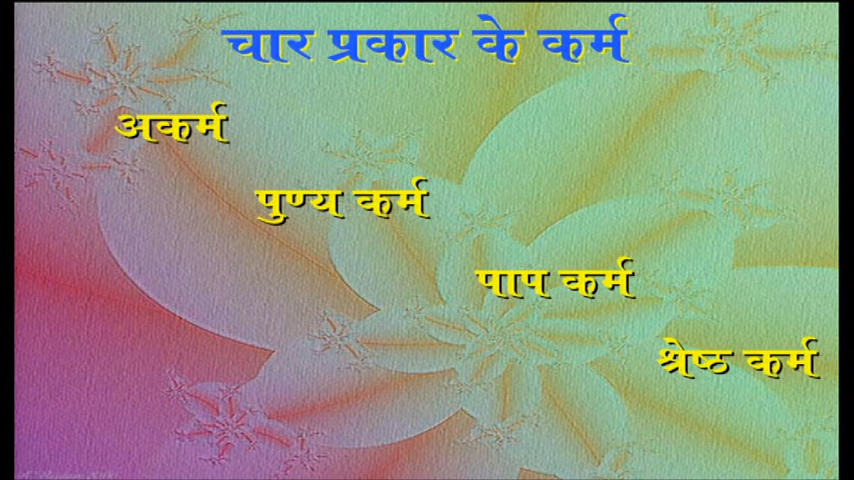 चार प्रकार के कर्म
अकर्म
पुण्य कर्म
पाप कर्म
श्रेष्ठ कर्म